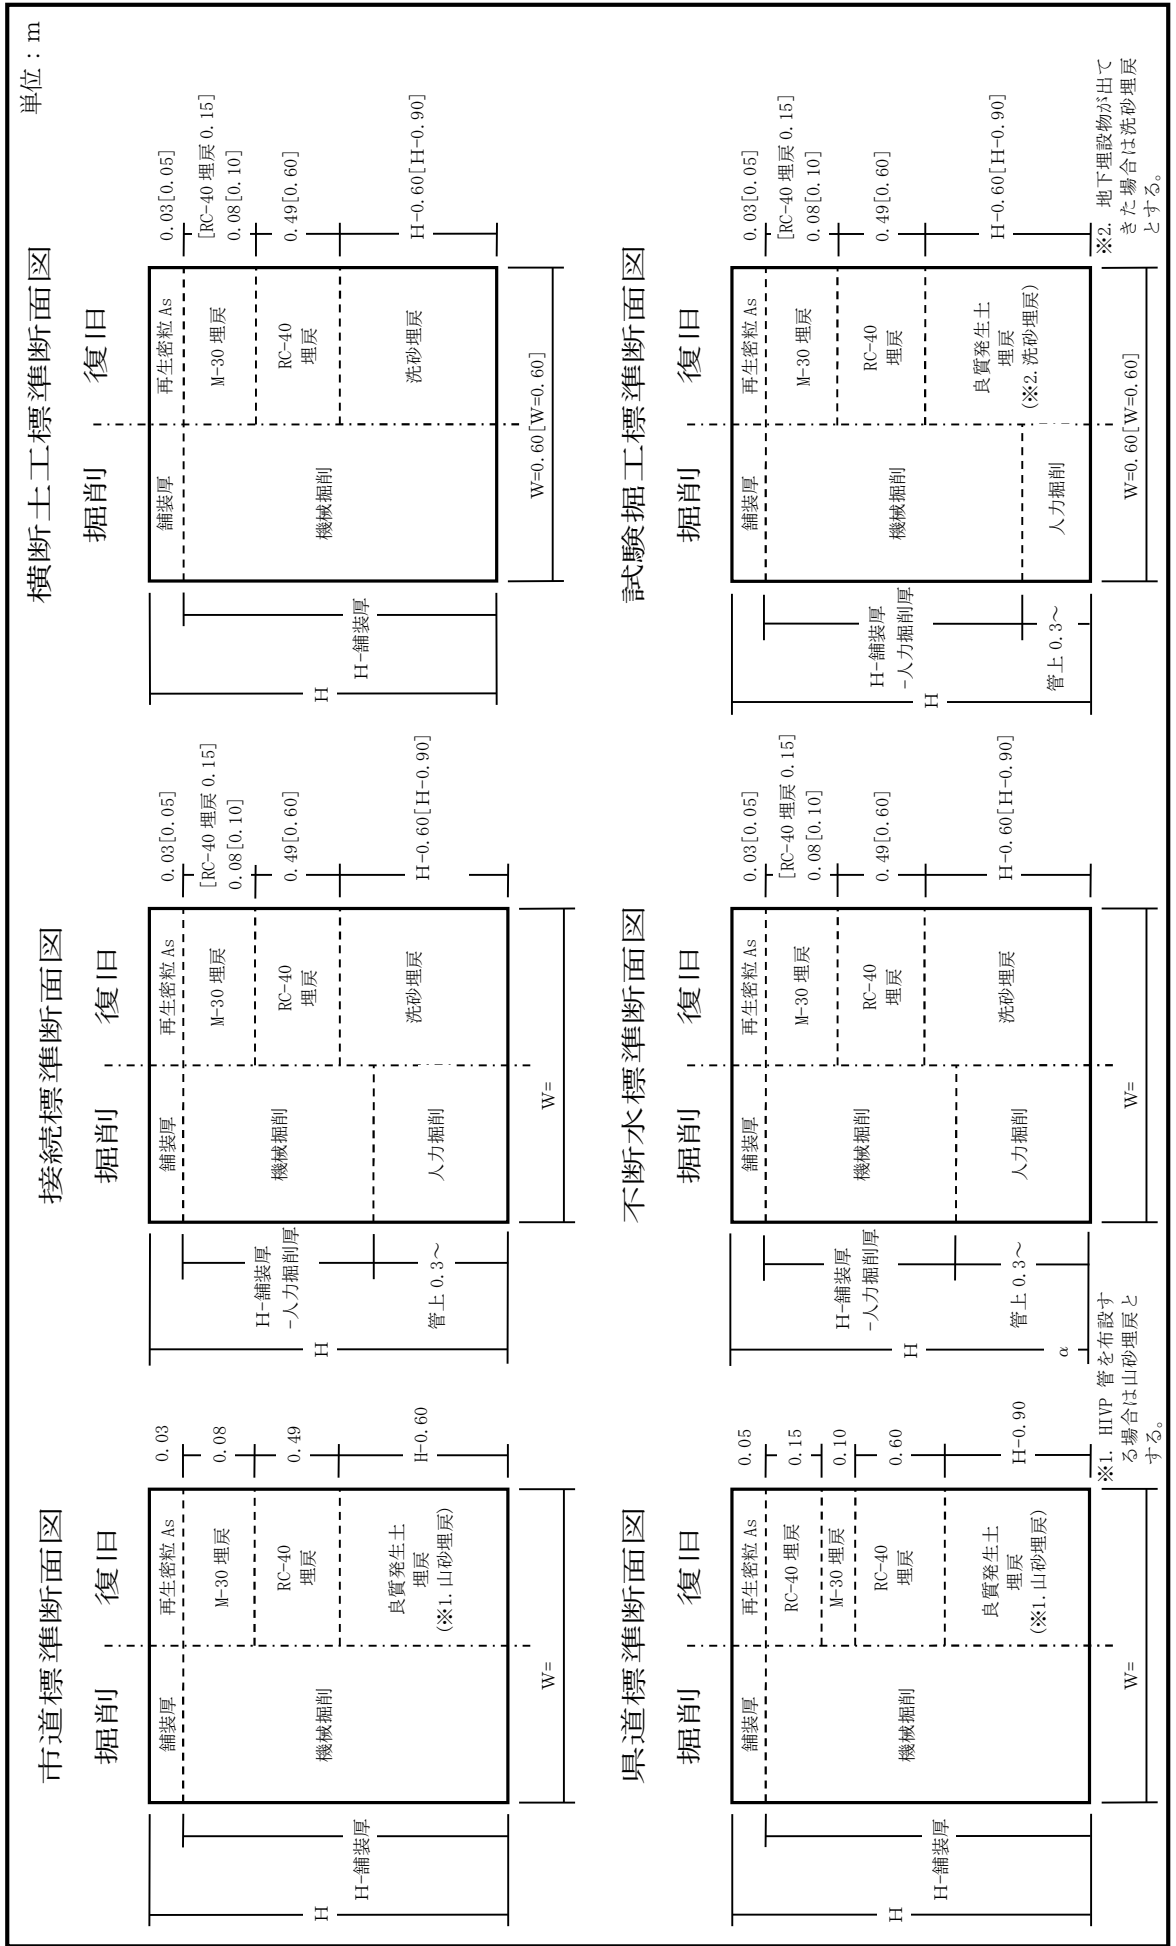 単位：m
市道標準断面図
掘削
復旧
舗装厚
機械掘削
再生密粒 As
M-30 埋戻
RC-40
埋戻
良質発生土
埋戻
(※1. 山砂埋戻)
H
H-舗装厚
0.03
0.08
0.49
H-0.60
W=
接続標準断面図
掘削
復旧
舗装厚
機械掘削
人力掘削
再生密粒 As
M-30 埋戻
RC-40
埋戻
洗砂埋戻
H
H-舗装厚
-人力掘削厚
管上 0.3～
0.03[0.05]
[RC-40 埋戻 0.15]
0.08[0.10]
0.49[0.60]
H-0.60[H-0.90]
W=
横断土工標準断面図
掘削
復旧
舗装厚
機械掘削
再生密粒 As
M-30 埋戻
RC-40
埋戻
洗砂埋戻
H
H-舗装厚
0.03[0.05]
[RC-40 埋戻 0.15]
0.08[0.10]
0.49[0.60]
H-0.60[H-0.90]
W=0.60[W=0.60]
県道標準断面図
掘削
復旧
舗装厚
機械掘削
再生密粒 As
RC-40 埋戻
M-30 埋戻
RC-40
埋戻
良質発生土
埋戻
(※1. 山砂埋戻)
H
H-舗装厚
0.05
0.15
0.10
0.60
H-0.90
W=
※1. HIVP 管を布設す
る場合は山砂埋戻と
する。
不断水標準断面図
掘削
復旧
舗装厚
機械掘削
人力掘削
再生密粒 As
M-30 埋戻
RC-40
埋戻
洗砂埋戻
H
α
H-舗装厚
-人力掘削厚
管上 0.3～
0.03[0.05]
[RC-40 埋戻 0.15]
0.08[0.10]
0.49[0.60]
H-0.60[H-0.90]
W=
試験掘工標準断面図
掘削
復旧
舗装厚
機械掘削
人力掘削
再生密粒 As
M-30 埋戻
RC-40
埋戻
良質発生土
埋戻
(※2. 洗砂埋戻)
H
H-舗装厚
-人力掘削厚
管上 0.3～
0.03[0.05]
[RC-40 埋戻 0.15]
0.08[0.10]
0.49[0.60]
H-0.60[H-0.90]
W=0.60[W=0.60]
※2. 地下埋設物が出て
きた場合は洗砂埋戻
とする。